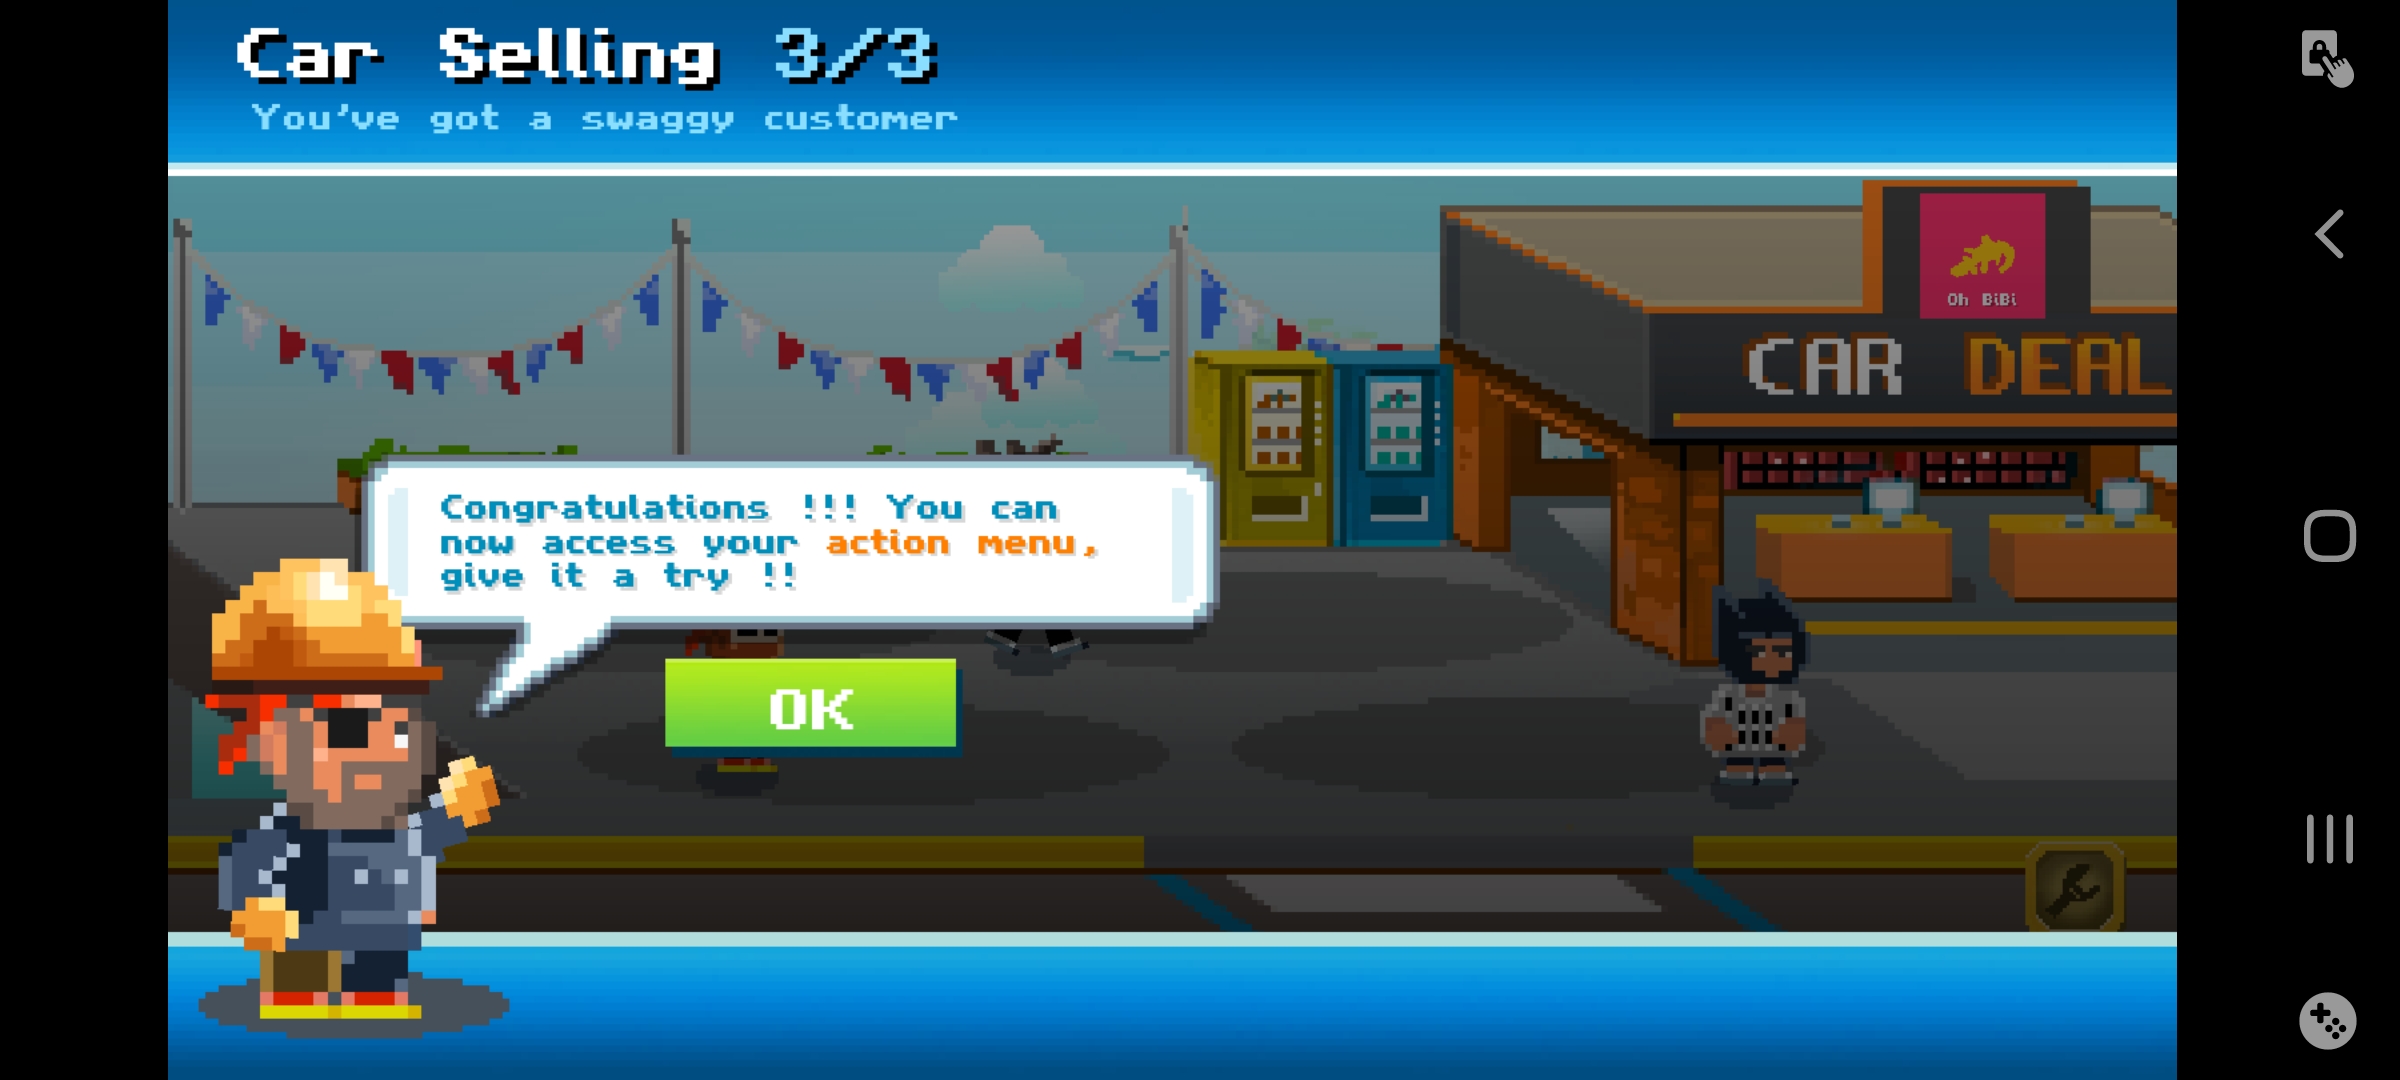 Car Selling 3/3
You've got a swaggy customer
Oh BiBi
CAR DEAL
Congratulations !!! You can
now access your action menu,
give it a try !!
OK